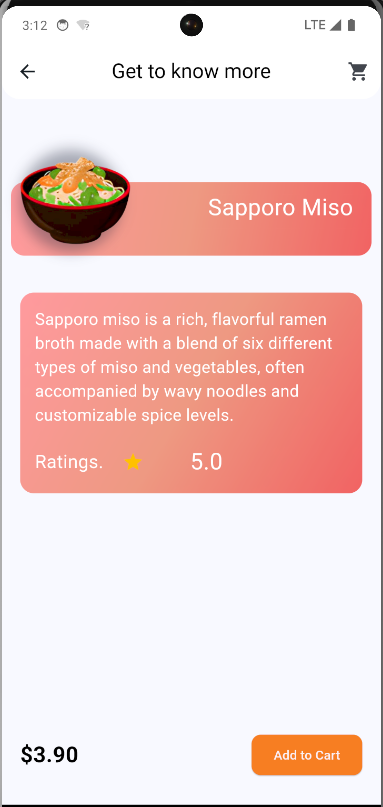 3:12 LTE
Get to know more
Sapporo Miso
Sapporo miso is a rich, flavorful ramen
broth made with a blend of six different
types of miso and vegetables, often
accompanied by wavy noodles and
customizable spice levels.
Ratings. 5.0
$3.90 Add to Cart